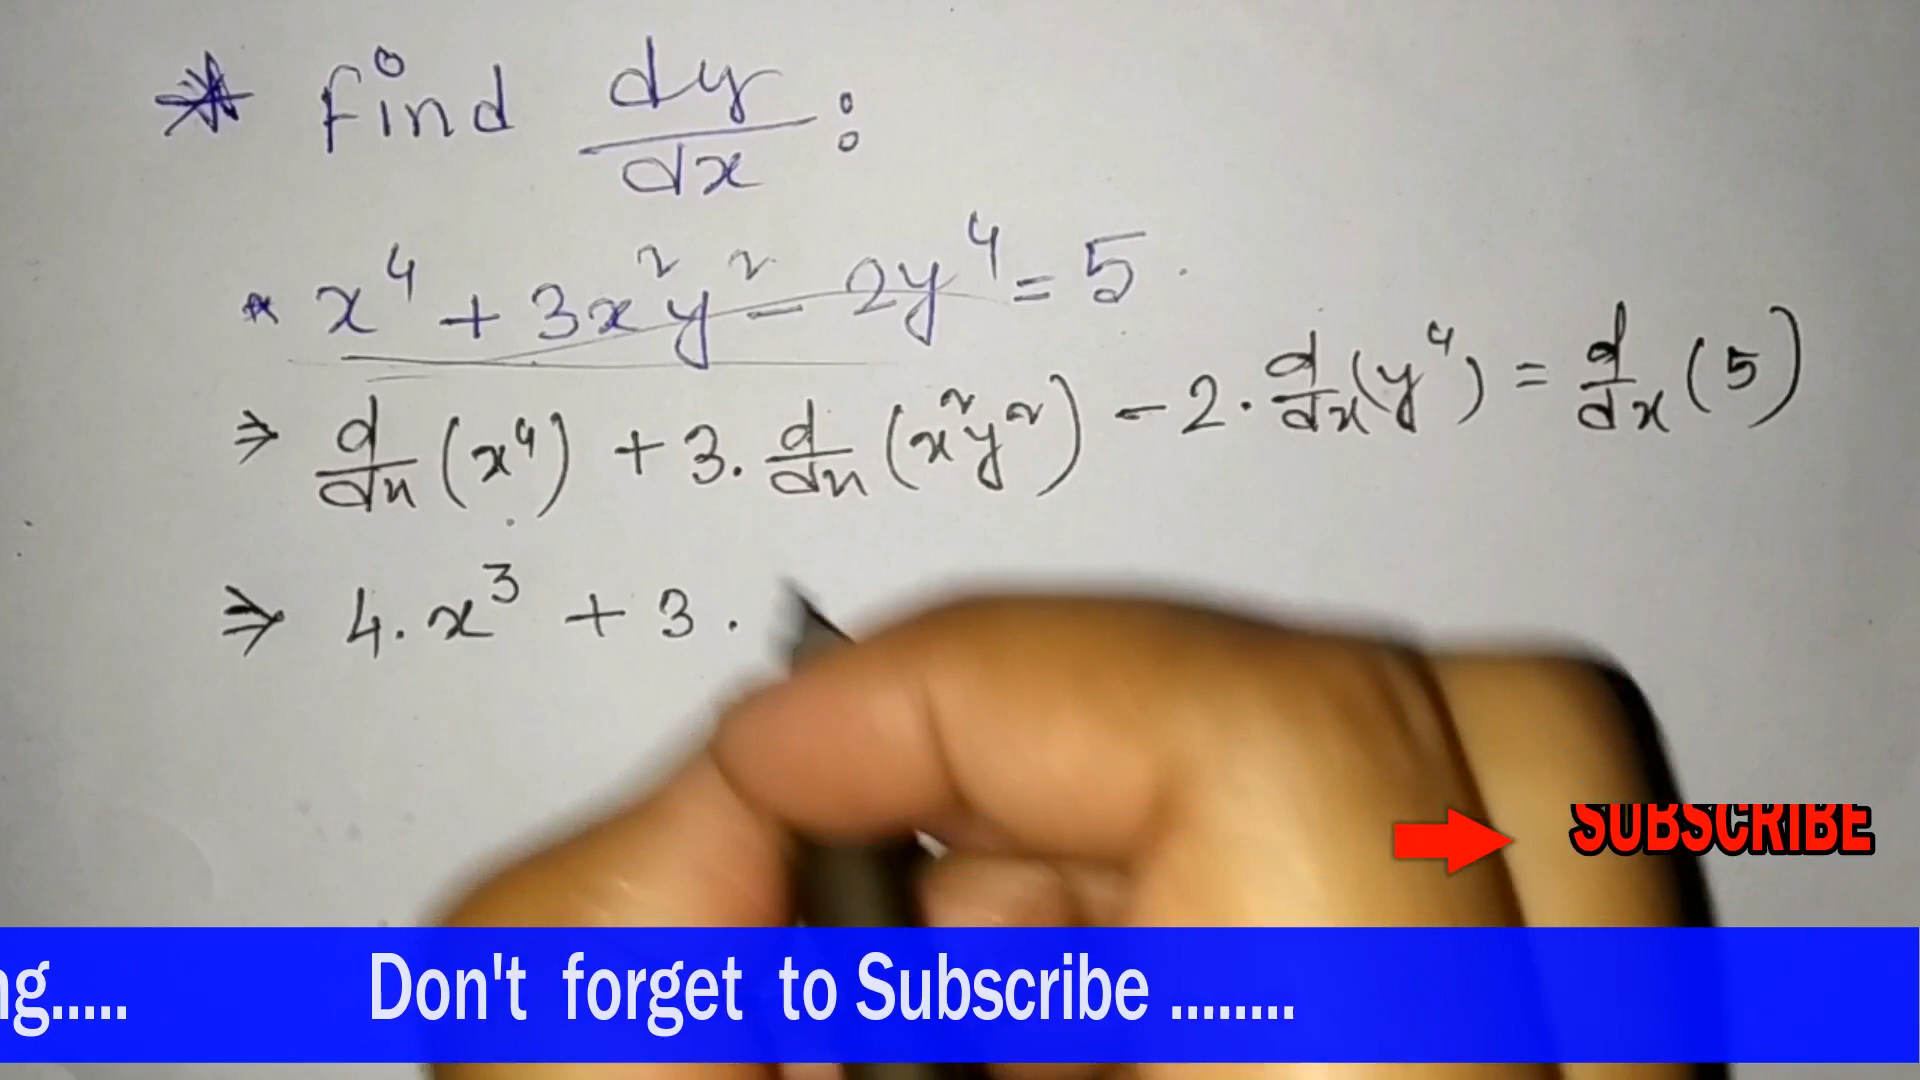 * find dy/dx :
* x⁴ + 3x²y² - 2y⁴ = 5.
⇒ d/dx (x⁴) + 3. d/dx (x²y²) - 2. d/dx (y⁴) = d/dx (5)
⇒ 4. x³ + 3.
SUBSCRIBE
ng..... Don't forget to Subscribe ........